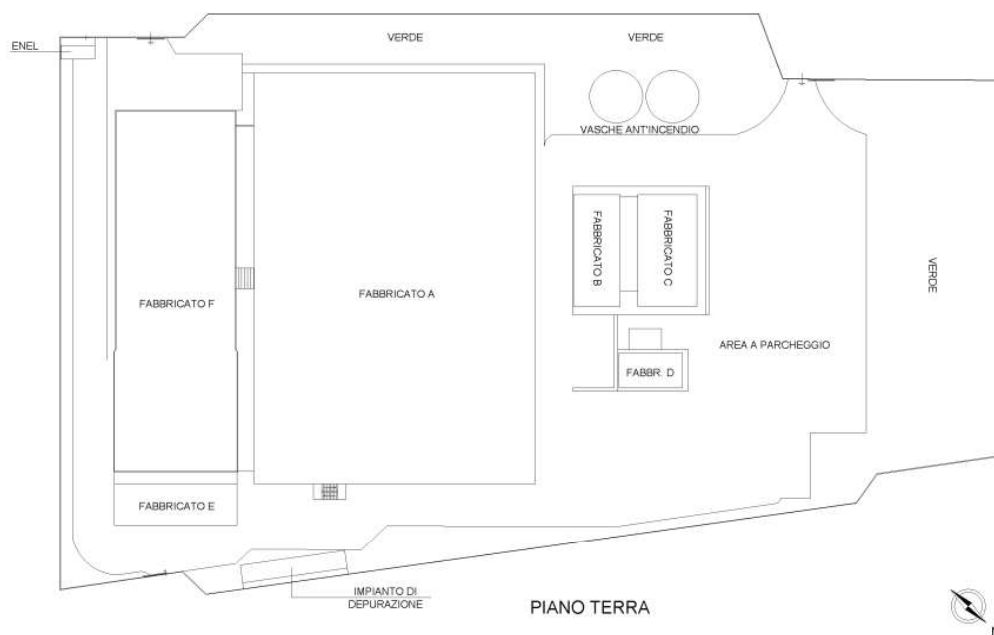 VERDE
VERDE
ENEL
VASCHE ANT'INCENDIO
FABBRICATO B
FABBRICATO C
VERDE
FABBRICATO A
FABBRICATO F
AREA A PARCHEGGIO
FABBR. D
FABBRICATO E
IMPIANTO DI
DEPURAZIONE
PIANO TERRA
N